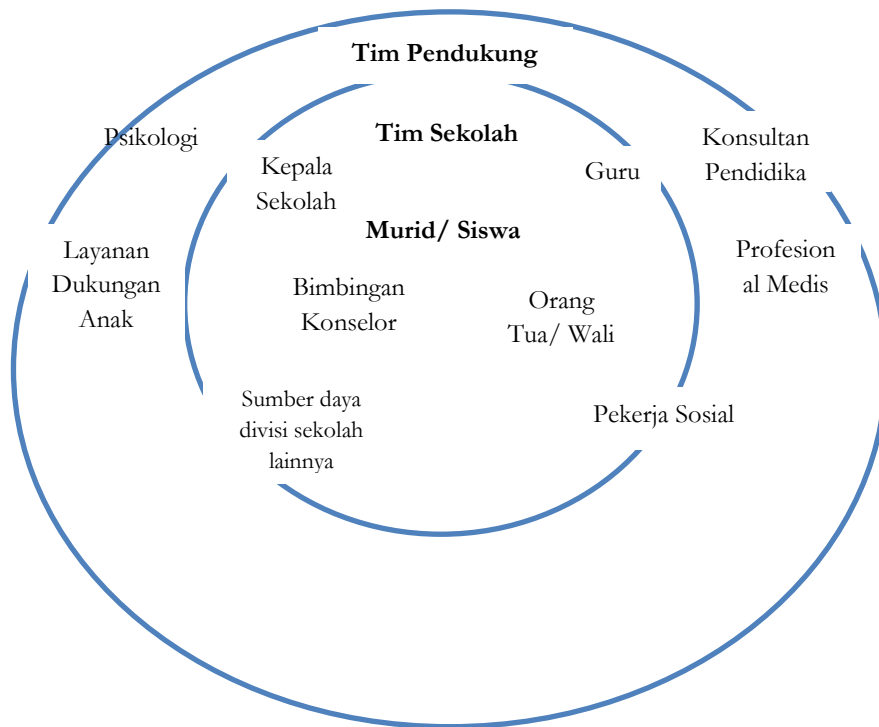 Tim Pendukung
Psikologi
Tim Sekolah
Konsultan
Pendidika
Kepala
Sekolah
Guru
Murid/ Siswa
Layanan
Dukungan
Anak
Profesion
al Medis
Bimbingan
Konselor
Orang
Tua/ Wali
Sumber daya
divisi sekolah
lainnya
Pekerja Sosial